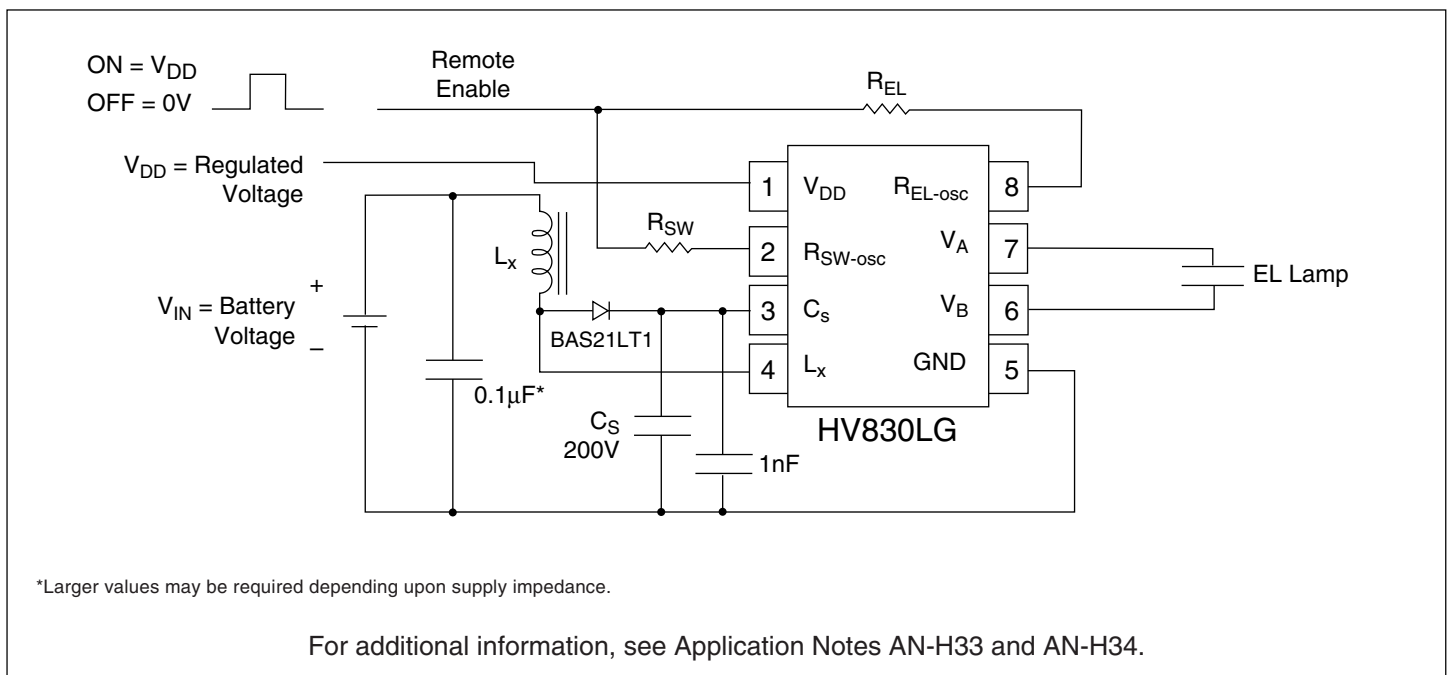 ON = VDD
OFF = 0V
Remote
Enable
REL
VDD = Regulated
Voltage
1
VDD
REL-osc
8
RSW
2
RSW-osc
VA
7
Lx
EL Lamp
VIN = Battery
Voltage
+
–
BAS21LT1
3
Cs
VB
6
4
Lx
GND
5
0.1μF*
CS
200V
1nF
HV830LG
*Larger values may be required depending upon supply impedance.
For additional information, see Application Notes AN-H33 and AN-H34.